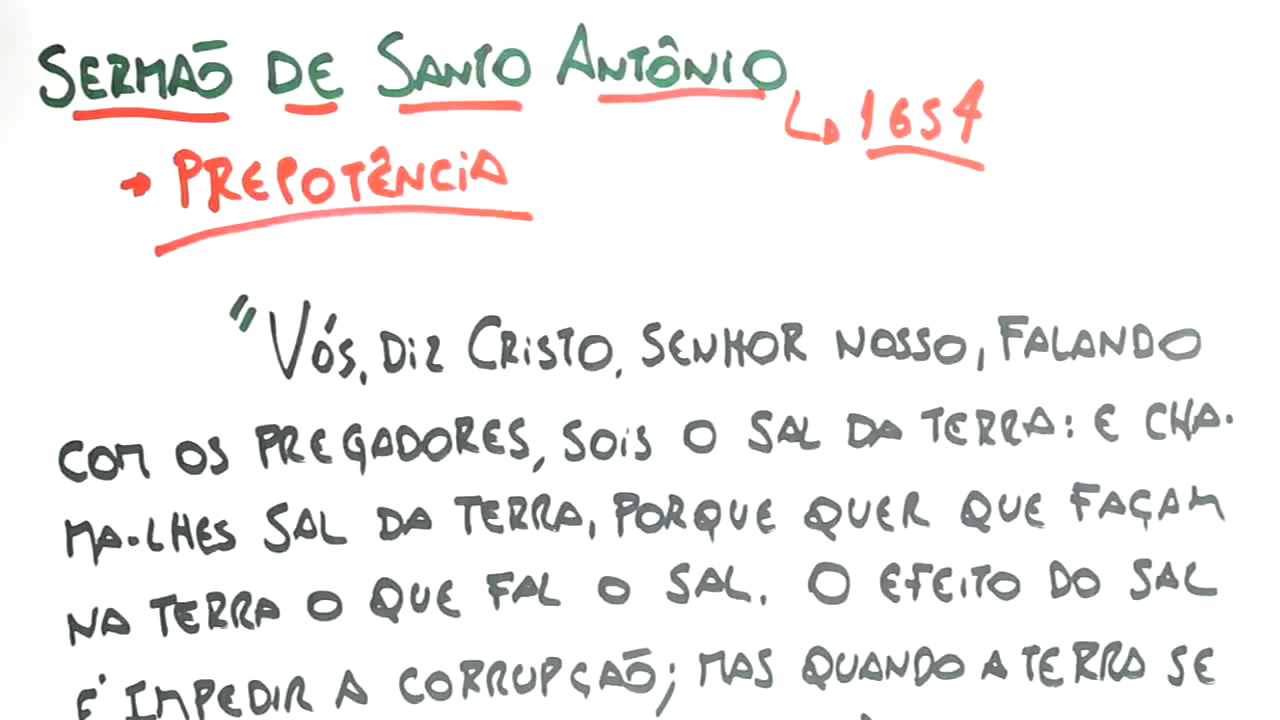 SERMÃO DE SANTO ANTÔNIO
↳ 1654
→ PREPOTÊNCIA
"VÓS, DIZ CRISTO, SENHOR NOSSO, FALANDO
COM OS PREGADORES, SOIS O SAL DA TERRA: E CHA-
MA-LHES SAL DA TERRA, PORQUE QUER QUE FAÇAM
NA TERRA O QUE FAL O SAL. O EFEITO DO SAL
É IMPEDIR A CORRUPÇÃO; MAS QUANDO A TERRA SE